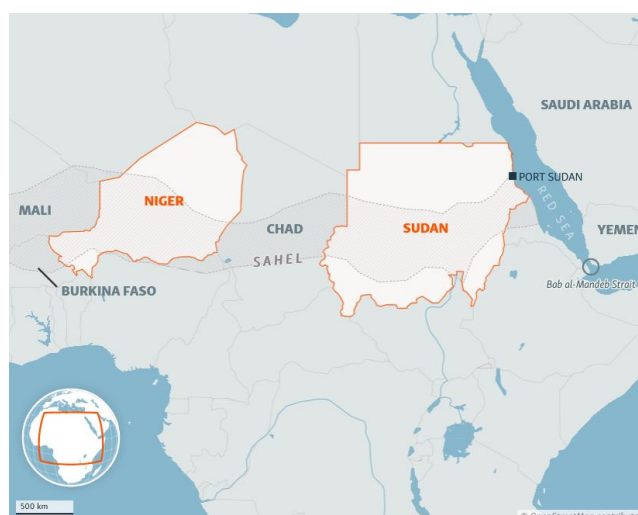 SAUDI ARABIA
PORT SUDAN
RED SEA
NIGER
MALI
CHAD
SUDAN
YEMEN
SAHEL
BURKINA FASO
Bab al-Mandeb Strait
500 km
© OpenStreetMap contributors